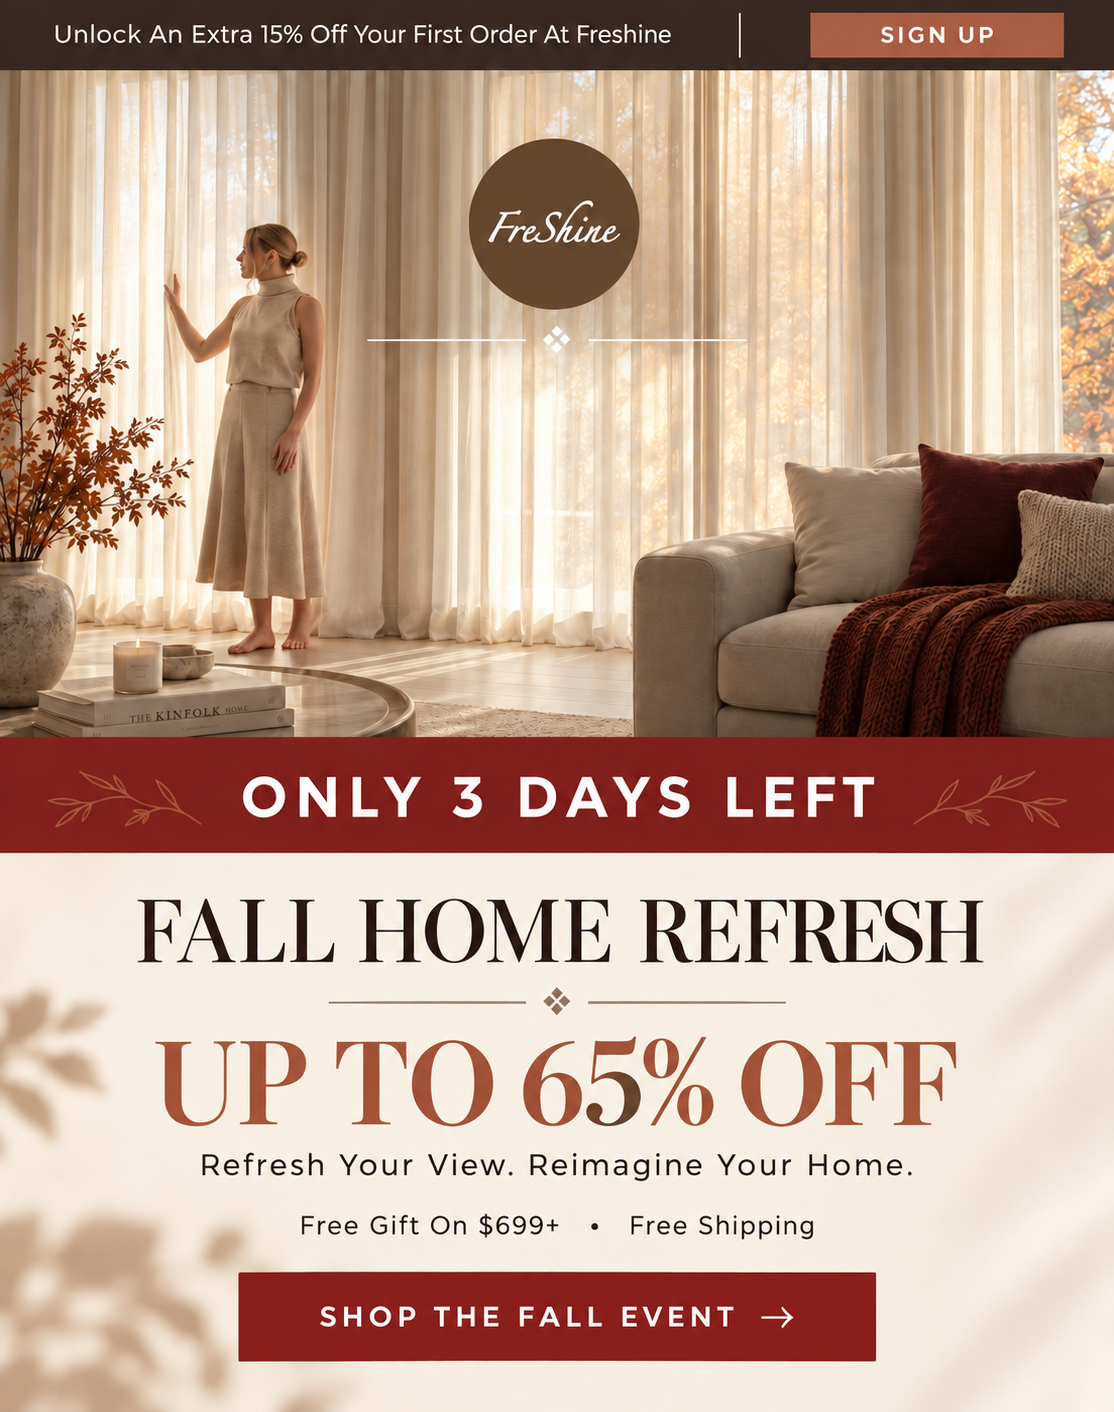 Unlock An Extra 15% Off Your First Order At Freshine
SIGN UP
FreShine
THE KINFOLK HOME
ONLY 3 DAYS LEFT
FALL HOME REFRESH
UP TO 65% OFF
Refresh Your View. Reimagine Your Home.
Free Gift On $699+ • Free Shipping
SHOP THE FALL EVENT →